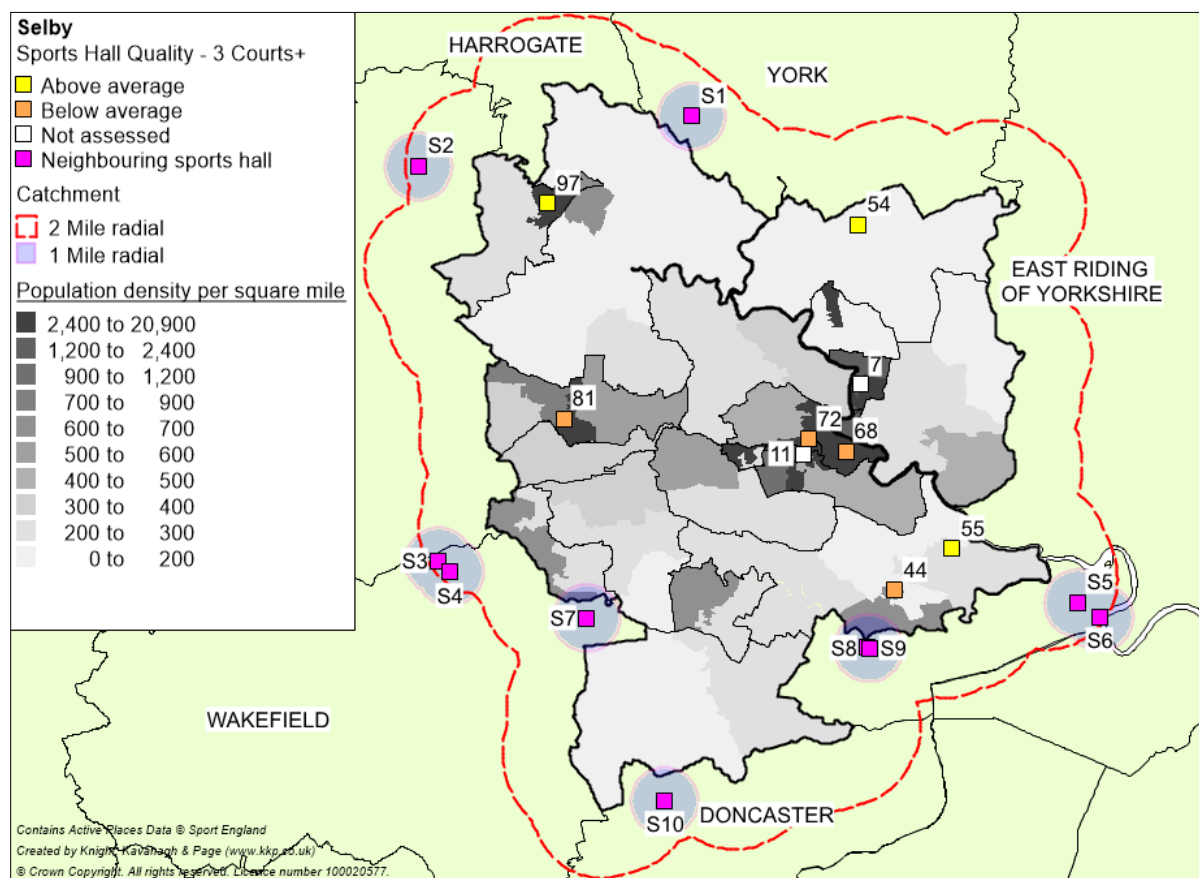 Selby
Sports Hall Quality - 3 Courts+
Above average
Below average
Not assessed
Neighbouring sports hall
Catchment
2 Mile radial
1 Mile radial
Population density per square mile
2,400 to 20,900
1,200 to 2,400
900 to 1,200
700 to 900
600 to 700
500 to 600
400 to 500
300 to 400
200 to 300
0 to 200
HARROGATE
YORK
S1
S2
97
54
EAST RIDING
OF YORKSHIRE
7
81
72
68
11
55
S3
S4
44
S5
S6
S7
S8
S9
WAKEFIELD
S10
DONCASTER
Contains Active Places Data © Sport England
Created by Knight, Kavanagh & Page (www.kkp.co.uk)
© Crown Copyright. All rights reserved. Licence number 100020577.